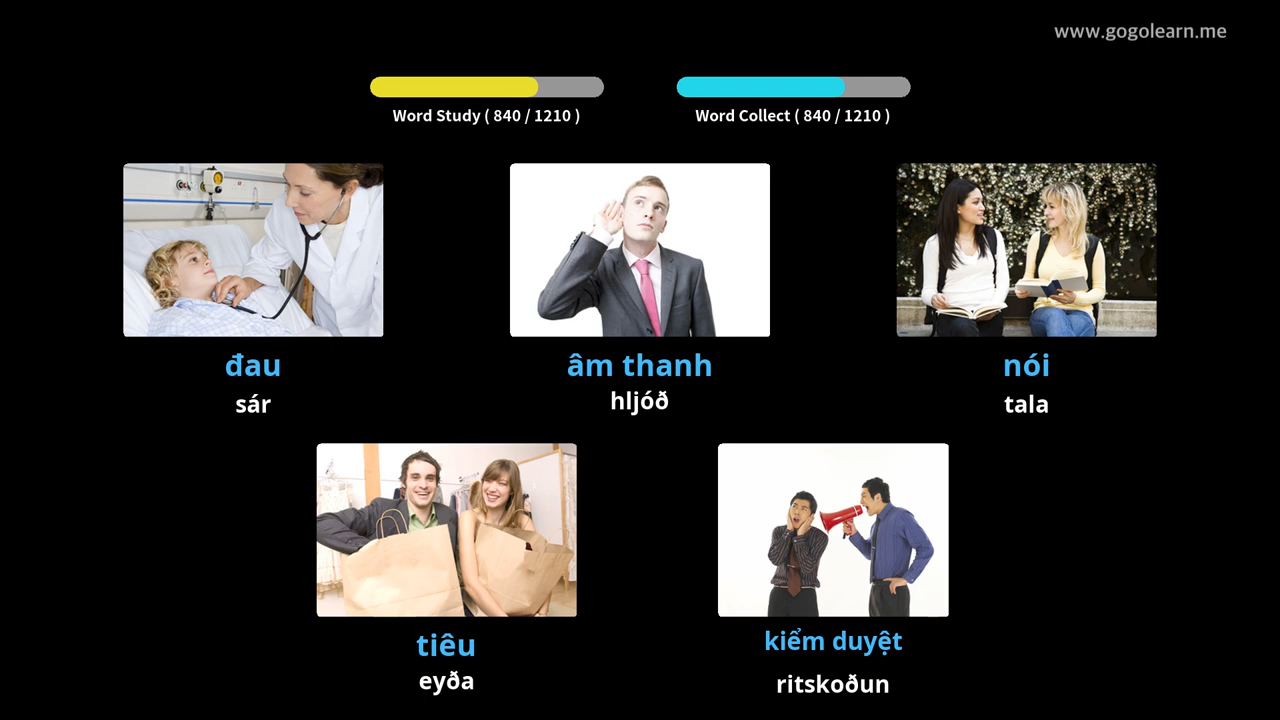 www.gogolearn.me
Word Study ( 840 / 1210 )
Word Collect ( 840 / 1210 )
đau
sár
âm thanh
hljóð
nói
tala
tiêu
eyða
kiểm duyệt
ritskoðun